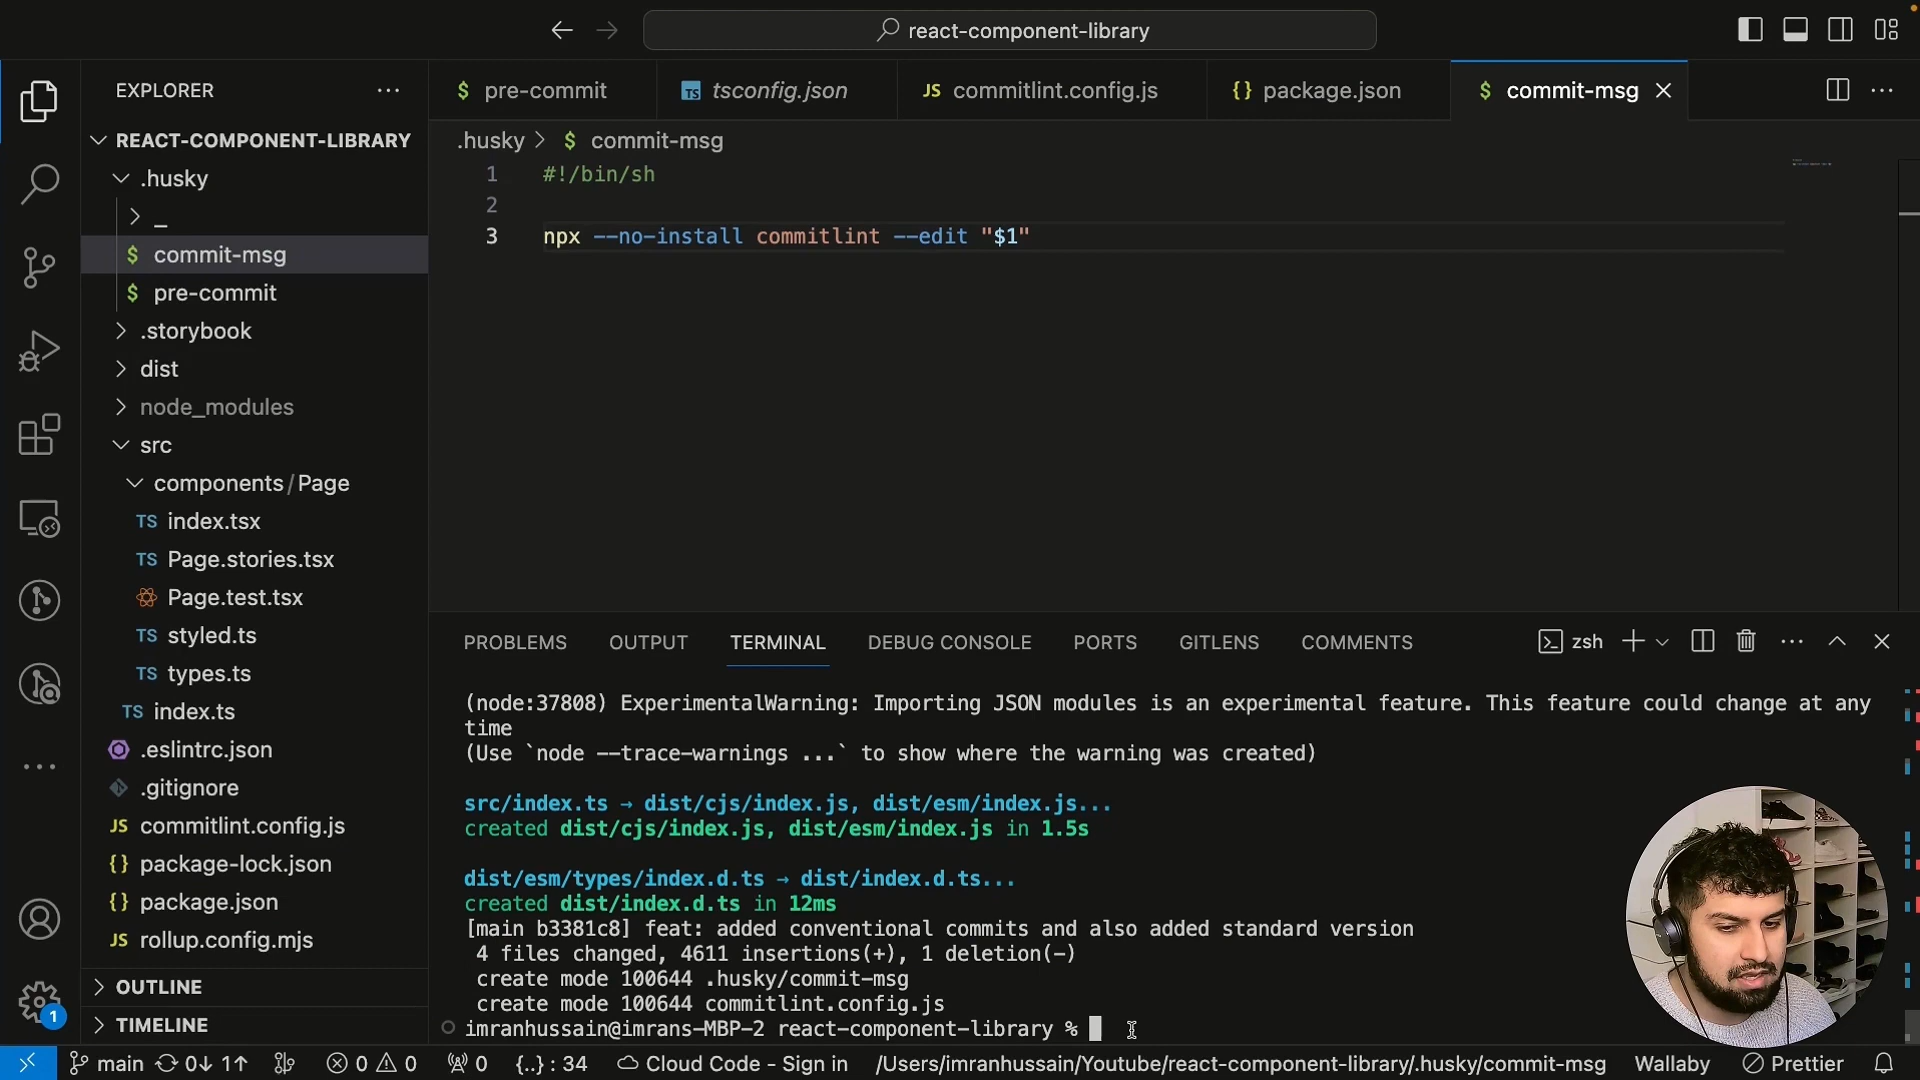 react-component-library
EXPLORER
REACT-COMPONENT-LIBRARY
.husky
_
commit-msg
pre-commit
.storybook
dist
node_modules
src
components/Page
TS index.tsx
TS Page.stories.tsx
Page.test.tsx
TS styled.ts
TS types.ts
TS index.ts
.eslintrc.json
.gitignore
JS commitlint.config.js
{} package-lock.json
{} package.json
JS rollup.config.mjs
OUTLINE
TIMELINE
$ pre-commit
TS tsconfig.json
JS commitlint.config.js
{} package.json
$ commit-msg
.husky > $ commit-msg
1 #!/bin/sh
2
3 npx --no-install commitlint --edit "$1"
PROBLEMS OUTPUT TERMINAL DEBUG CONSOLE PORTS GITLENS COMMENTS
zsh
(node:37808) ExperimentalWarning: Importing JSON modules is an experimental feature. This feature could change at any
time
(Use `node --trace-warnings ...` to show where the warning was created)
src/index.ts → dist/cjs/index.js, dist/esm/index.js...
created dist/cjs/index.js, dist/esm/index.js in 1.5s
dist/esm/types/index.d.ts → dist/index.d.ts...
created dist/index.d.ts in 12ms
[main b3381c8] feat: added conventional commits and also added standard version
4 files changed, 4611 insertions(+), 1 deletion(-)
create mode 100644 .husky/commit-msg
create mode 100644 commitlint.config.js
imranhussain@imrans-MBP-2 react-component-library %
1
main 0↓ 1↑ 0 0 0 {..} : 34 Cloud Code - Sign in /Users/imranhussain/Youtube/react-component-library/.husky/commit-msg Wallaby Prettier